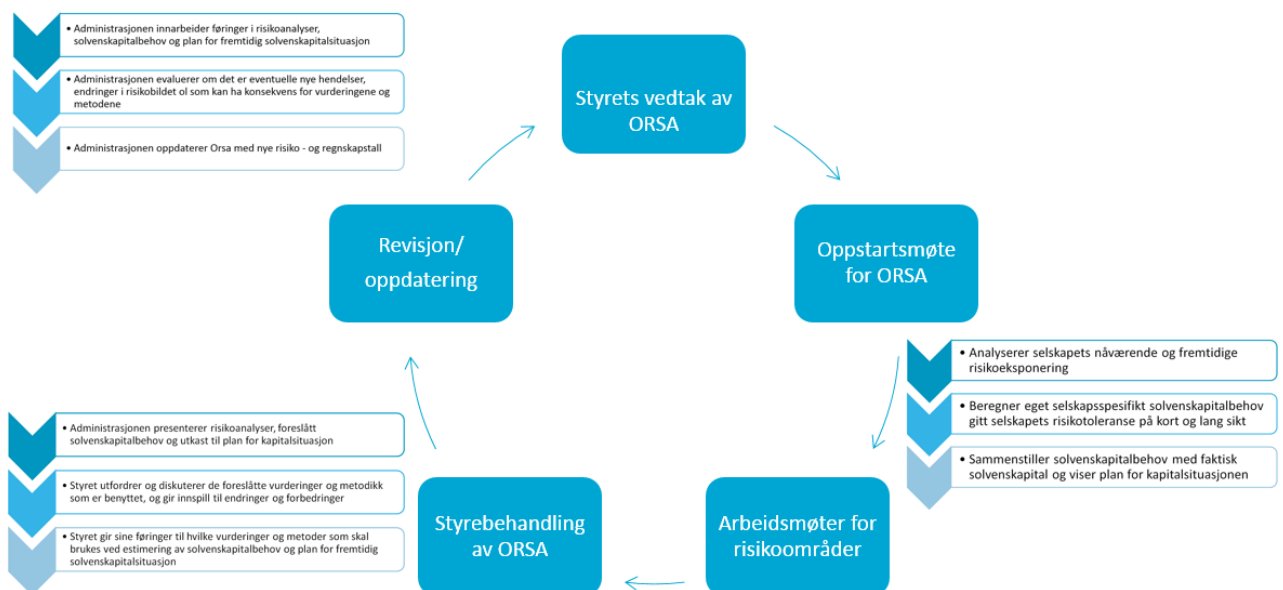 • Administrasjonen innarbeider føringer i risikoanalyser,
solvenskapitalbehov og plan for fremtidig solvenskapitalsituasjon
• Administrasjonen evaluerer om det er eventuelle nye hendelser,
endringer i risikobildet ol som kan ha konsekvens for vurderingene og
metodene
• Administrasjonen oppdaterer Orsa med nye risiko - og regnskapstall
Styrets vedtak av
ORSA
Oppstartsmøte
for ORSA
• Analyserer selskapets nåværende og fremtidige
risikoeksponering
• Beregner eget selskapsspesifikt solvenskapitalbehov
gitt selskapets risikotoleranse på kort og lang sikt
• Sammenstiller solvenskapitalbehov med faktisk
solvenskapital og viser plan for kapitalsituasjonen
Arbeidsmøter for
risikoområder
Styrebehandling
av ORSA
• Administrasjonen presenterer risikoanalyser, foreslått
solvenskapitalbehov og utkast til plan for kapitalsituasjon
• Styret utfordrer og diskuterer de foreslåtte vurderinger og metodikk
som er benyttet, og gir innspill til endringer og forbedringer
• Styret gir sine føringer til hvilke vurderinger og metoder som skal
brukes ved estimering av solvenskapitalbehov og plan for fremtidig
solvenskapitalsituasjon
Revisjon/
oppdatering